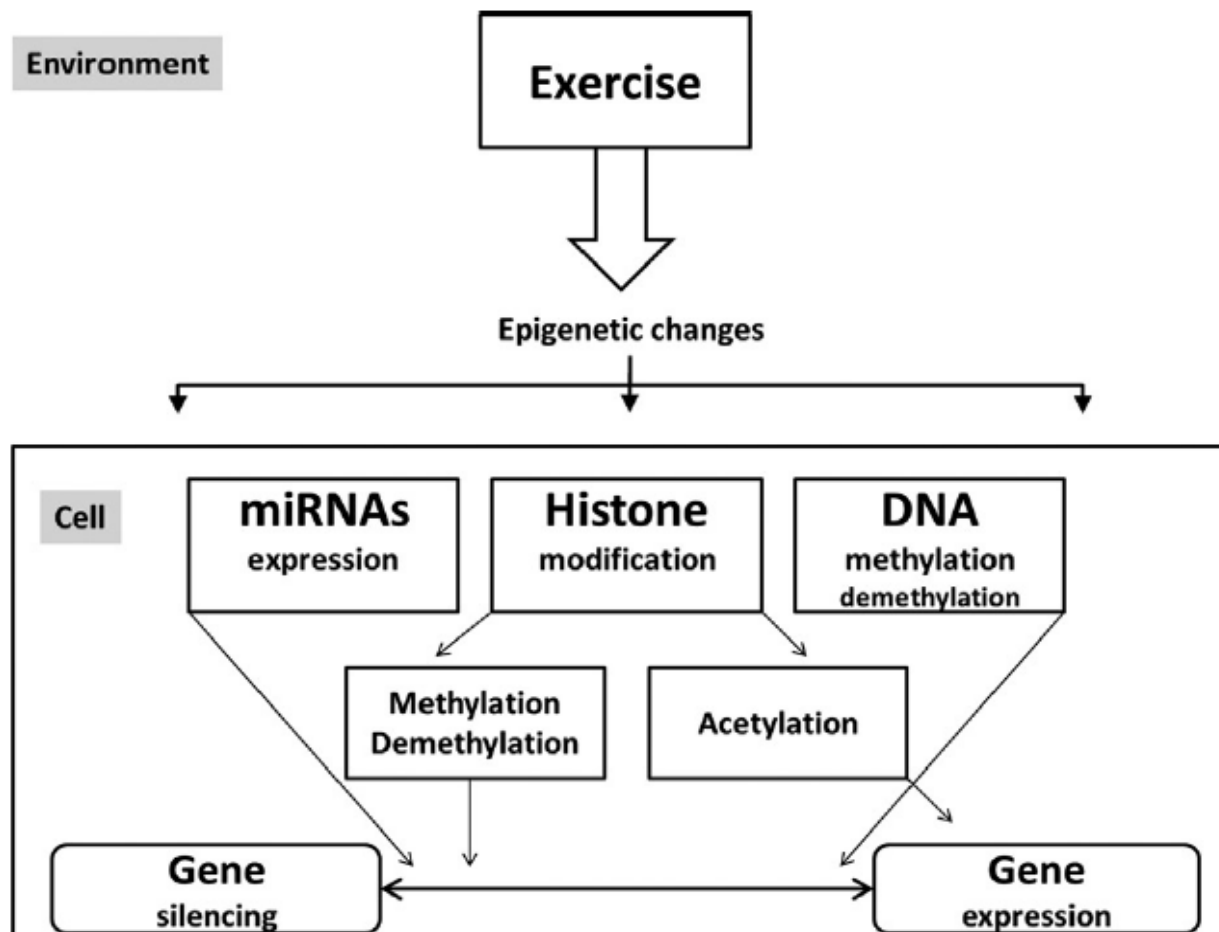 Environment
Exercise
Epigenetic changes
Cell
miRNAs
expression
Histone
modification
DNA
methylation
demethylation
Methylation
Demethylation
Acetylation
Gene
silencing
Gene
expression